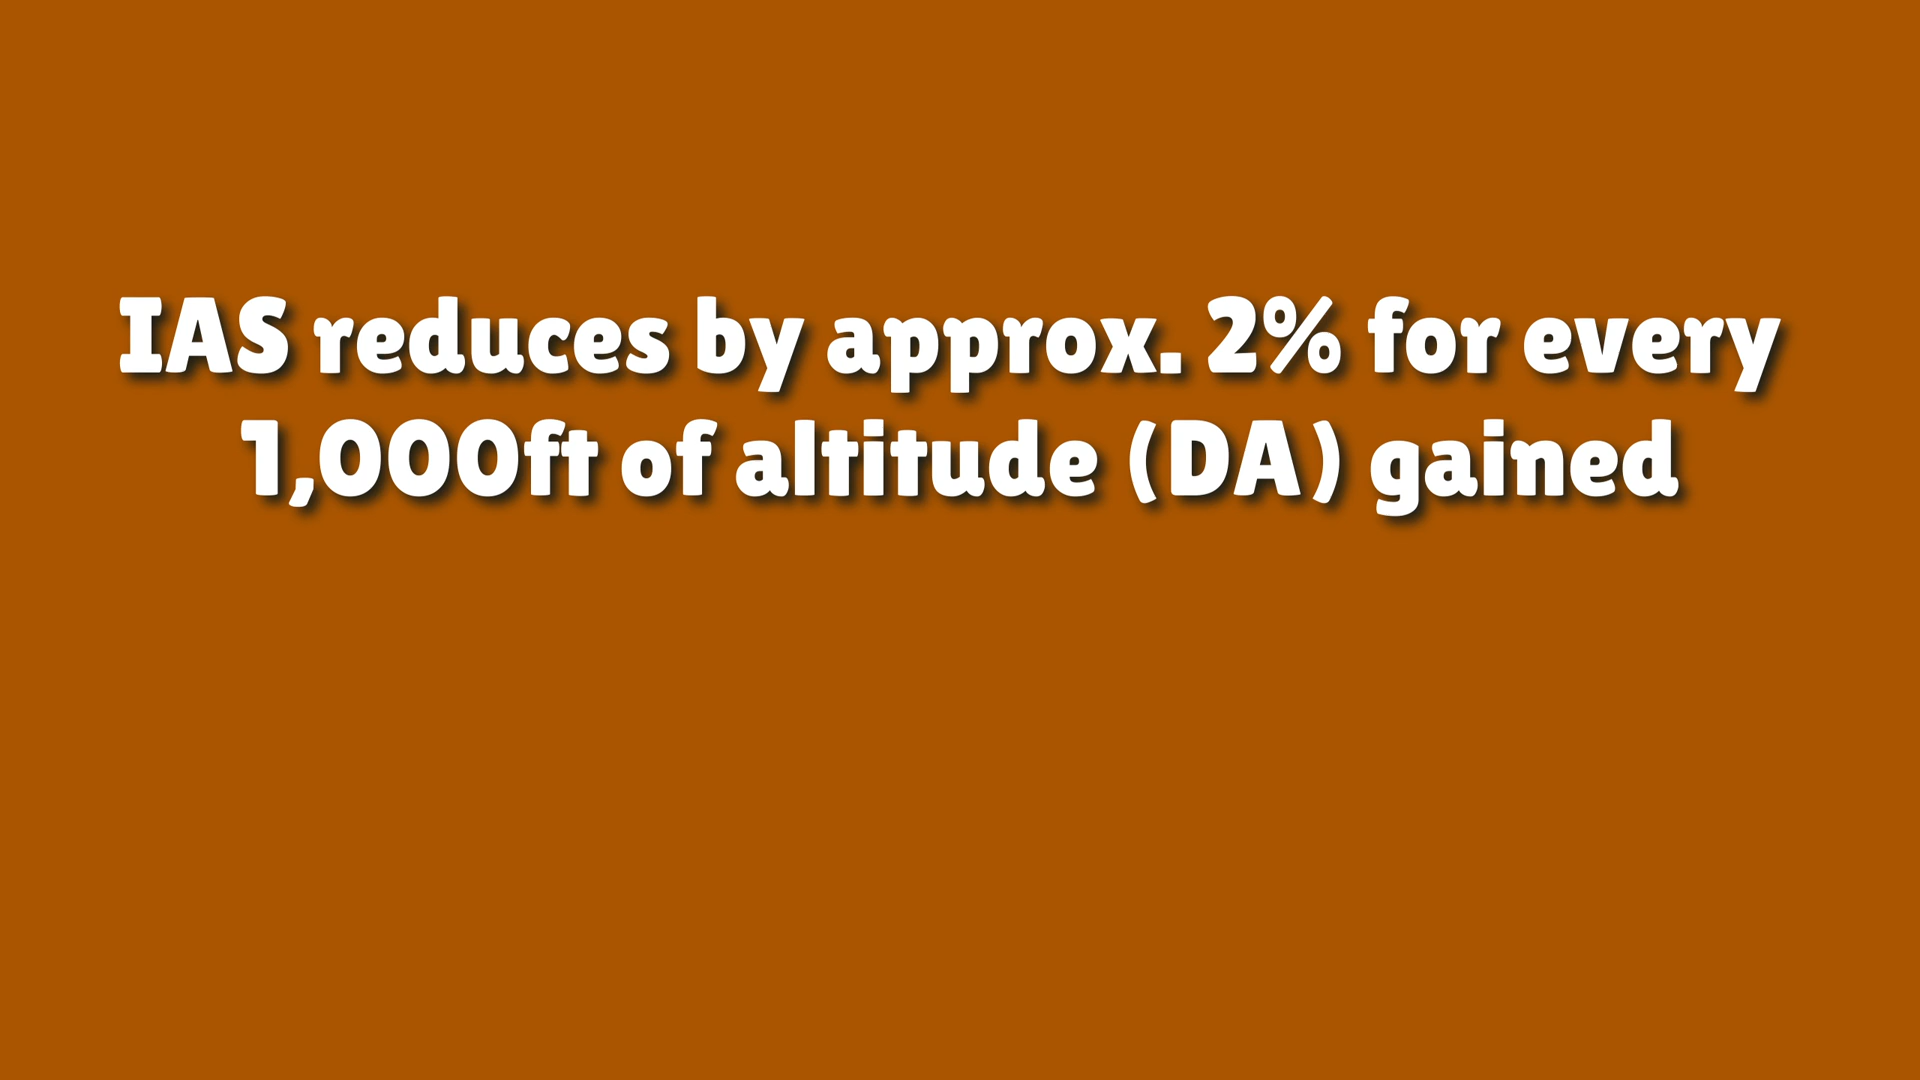 IAS reduces by approx. 2% for every
1,000ft of altitude (DA) gained